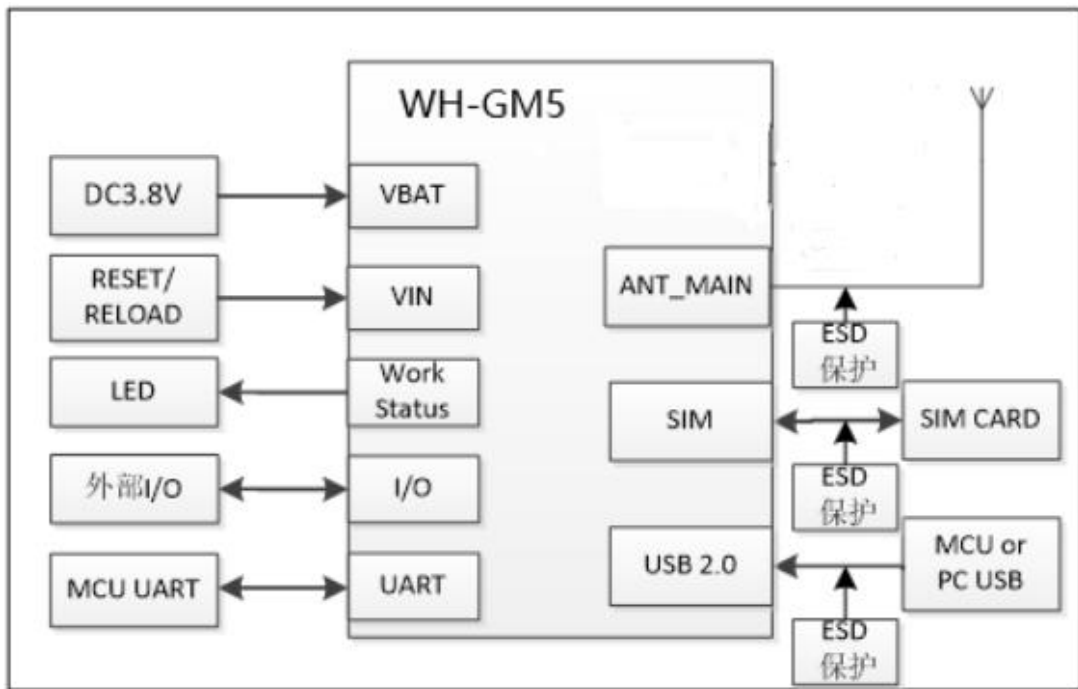 WH-GM5
DC3.8V
VBAT
RESET/
RELOAD
VIN
ANT_MAIN
ESD
保护
LED
Work
Status
SIM
SIM CARD
ESD
保护
外部I/O
I/O
USB 2.0
MCU or
PC USB
MCU UART
UART
ESD
保护